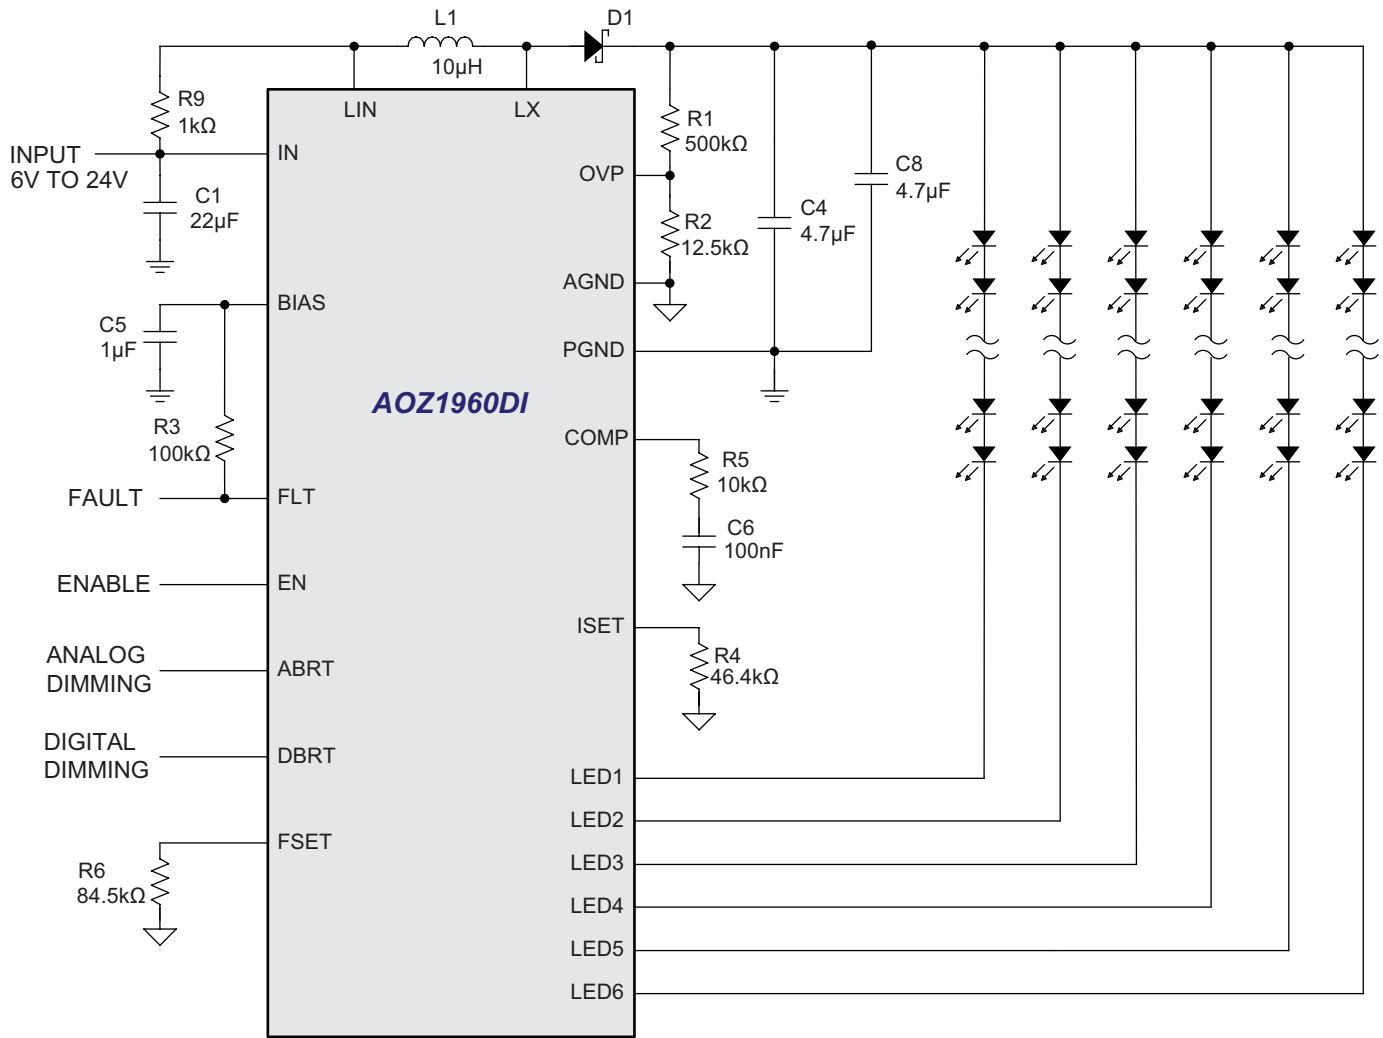 L1
10μH
D1
R9
1kΩ
LIN
LX
INPUT
6V TO 24V
IN
C1
22μF
R1
500kΩ
OVP
C8
4.7μF
C4
4.7μF
R2
12.5kΩ
AGND
BIAS
C5
1μF
PGND
AOZ1960DI
R3
100kΩ
COMP
R5
10kΩ
FAULT
FLT
C6
100nF
ENABLE
EN
ISET
ANALOG
DIMMING
ABRT
R4
46.4kΩ
DIGITAL
DIMMING
DBRT
LED1
LED2
FSET
R6
84.5kΩ
LED3
LED4
LED5
LED6